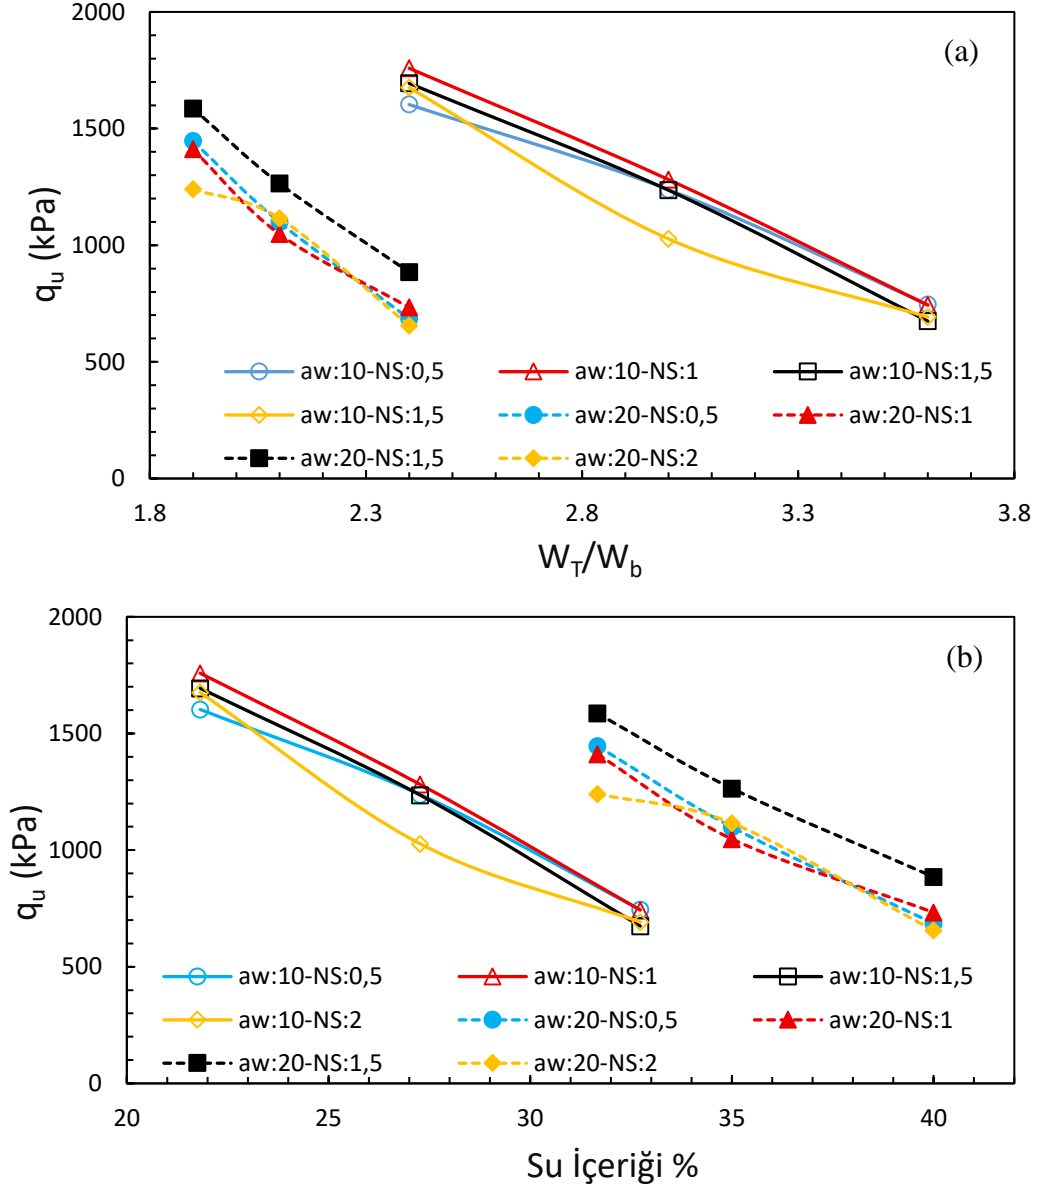 2000
1500
1000
500
0
q_u (kPa)
(a)
aw:10-NS:0,5 aw:10-NS:1 aw:10-NS:1,5
aw:10-NS:1,5 aw:20-NS:0,5 aw:20-NS:1
aw:20-NS:1,5 aw:20-NS:2
1.8 2.3 2.8 3.3 3.8
W_T/W_b
2000
1500
1000
500
0
q_u (kPa)
(b)
aw:10-NS:0,5 aw:10-NS:1 aw:10-NS:1,5
aw:10-NS:2 aw:20-NS:0,5 aw:20-NS:1
aw:20-NS:1,5 aw:20-NS:2
20 25 30 35 40
Su İçeriği %